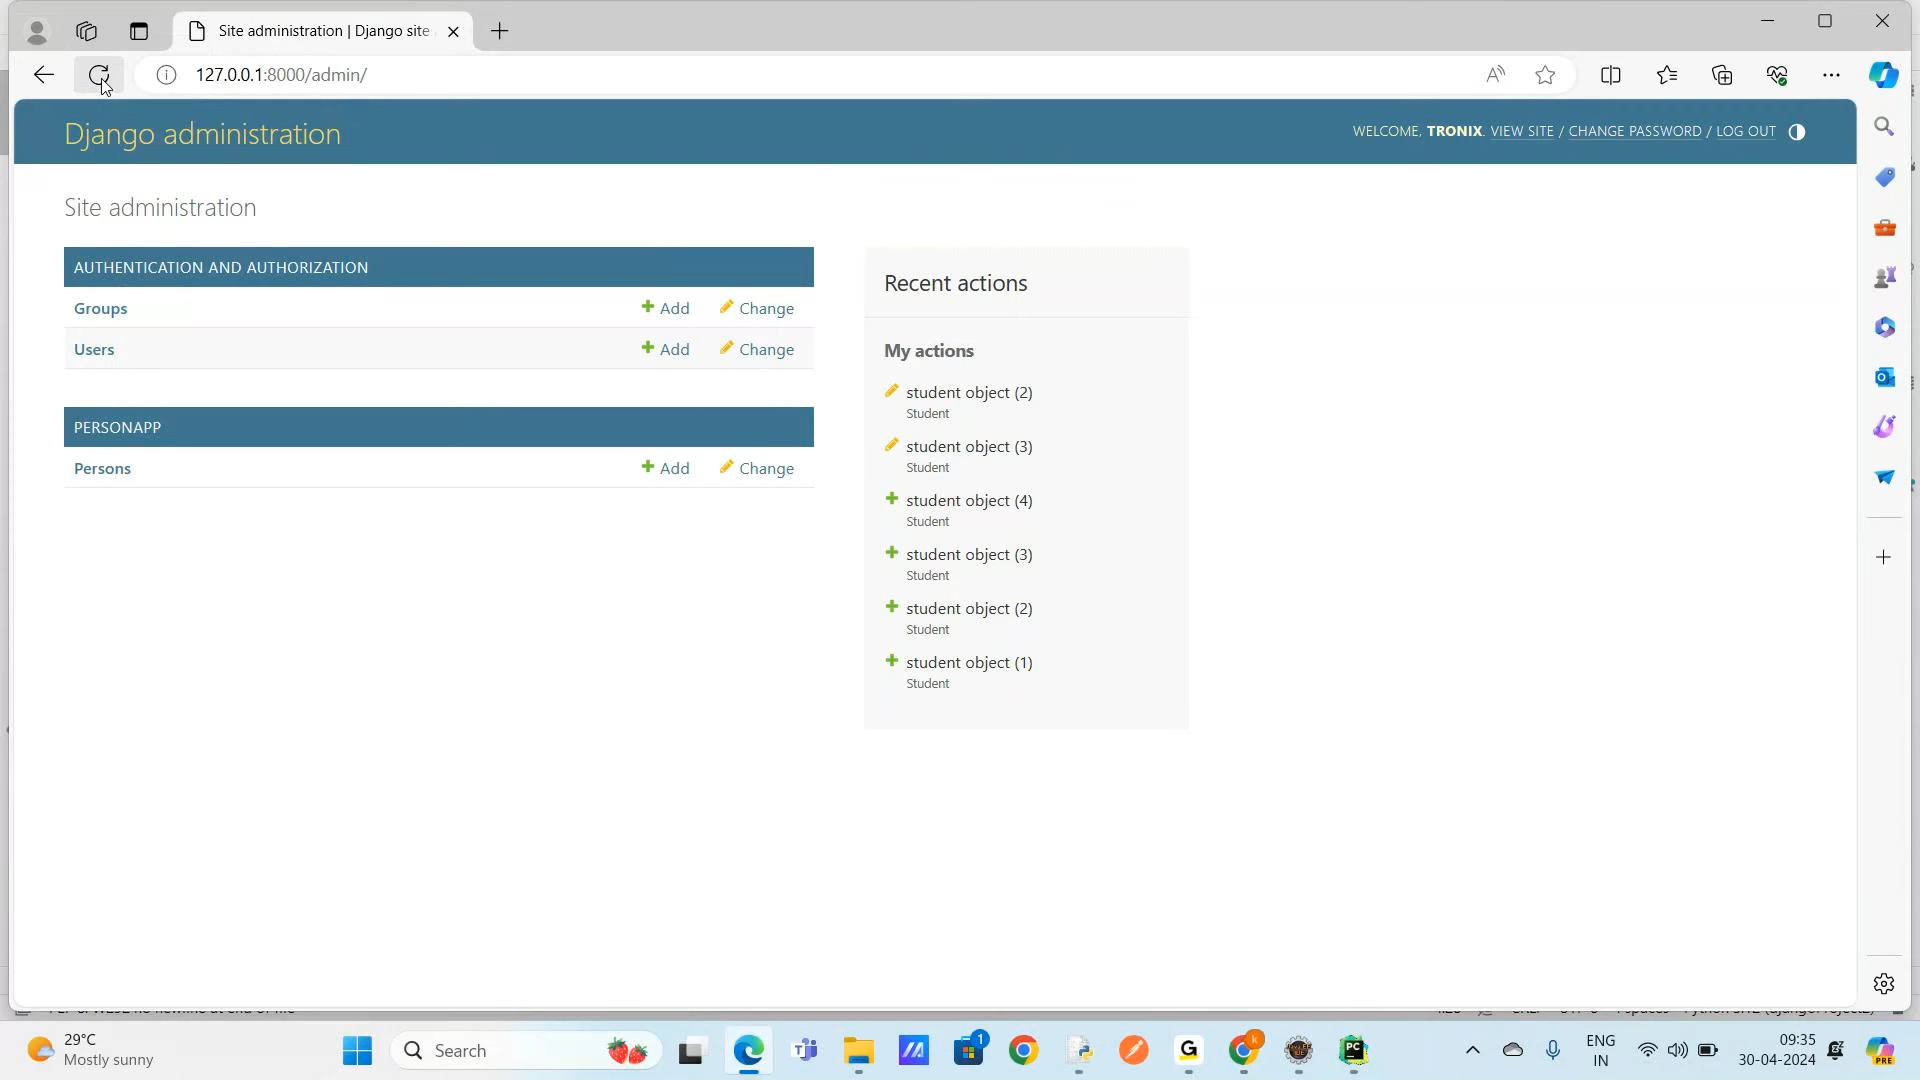 Site administration | Django site
127.0.0.1:8000/admin/
Django administration
WELCOME, TRONIX. VIEW SITE / CHANGE PASSWORD / LOG OUT
Site administration
AUTHENTICATION AND AUTHORIZATION
Groups Add Change
Users Add Change
PERSONAPP
Persons Add Change
Recent actions
My actions
student object (2)
Student
student object (3)
Student
student object (4)
Student
student object (3)
Student
student object (2)
Student
student object (1)
Student
29°C
Mostly sunny
Search
1
k
PC
PRE
ENG
IN
09:35
30-04-2024